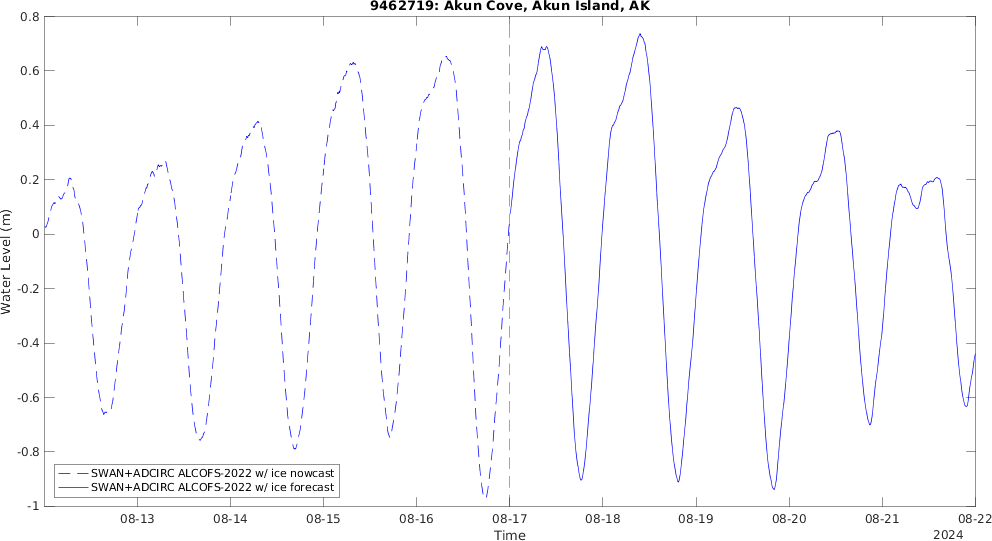 9462719: Akun Cove, Akun Island, AK
0.8
0.6
0.4
0.2
0
-0.2
-0.4
-0.6
-0.8
-1
Water Level (m)
SWAN+ADCIRC ALCOFS-2022 w/ ice nowcast
SWAN+ADCIRC ALCOFS-2022 w/ ice forecast
08-13 08-14 08-15 08-16 08-17 08-18 08-19 08-20 08-21 08-22
Time
2024